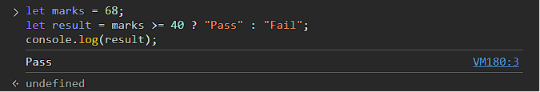 > let marks = 68;
let result = marks >= 40 ? "Pass" : "Fail";
console.log(result);
Pass VM180:3
<· undefined